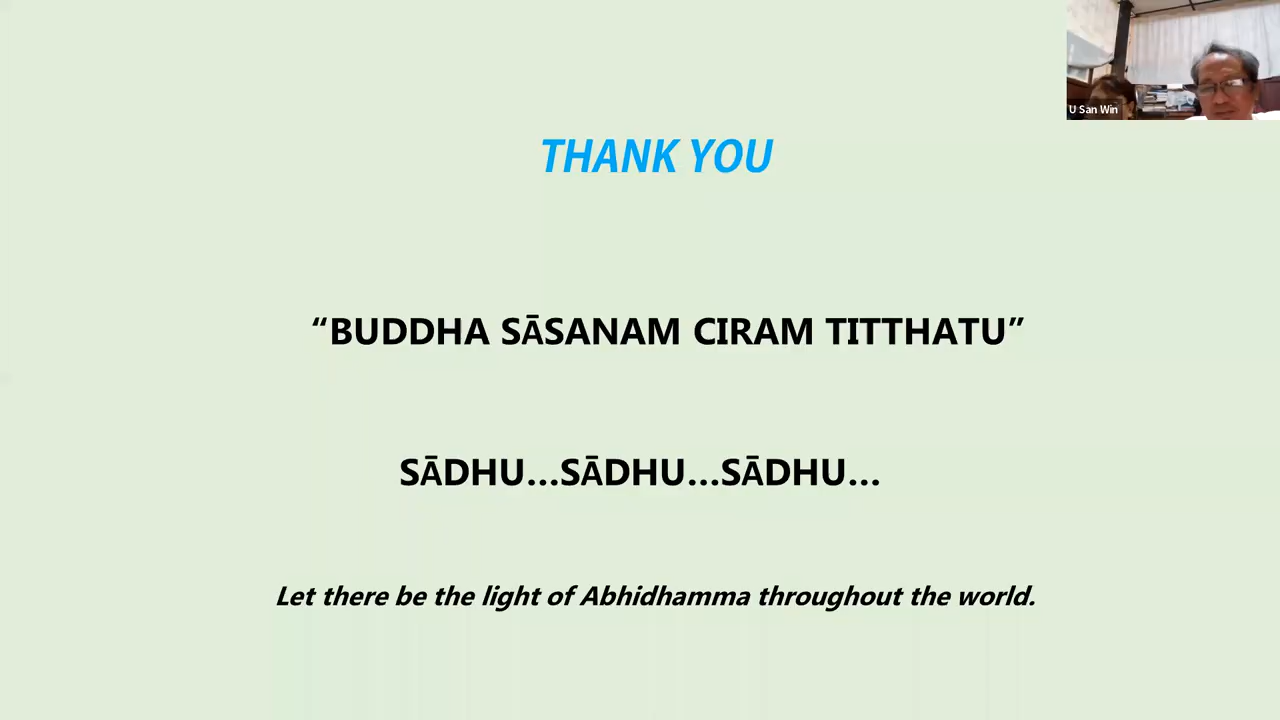 U San Win
THANK YOU
“BUDDHA SĀSANAM CIRAM TITTHATU”
SĀDHU...SĀDHU...SĀDHU...
Let there be the light of Abhidhamma throughout the world.